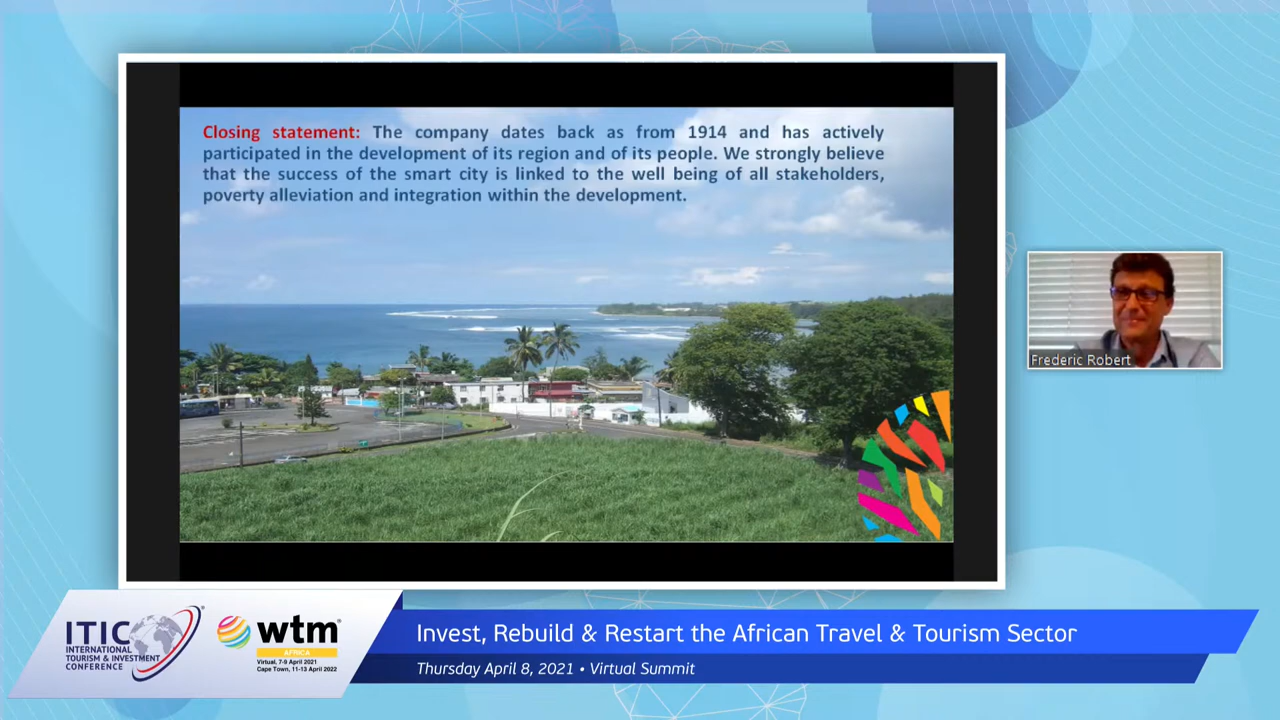 Closing statement: The company dates back as from 1914 and has actively
participated in the development of its region and of its people. We strongly believe
that the success of the smart city is linked to the well being of all stakeholders,
poverty alleviation and integration within the development.
Frederic Robert
ITIC
INTERNATIONAL
TOURISM & INVESTMENT
CONFERENCE
wtm®
AFRICA
Virtual, 7-9 April 2021
Cape Town, 11-13 April 2022
Invest, Rebuild & Restart the African Travel & Tourism Sector
Thursday April 8, 2021 • Virtual Summit